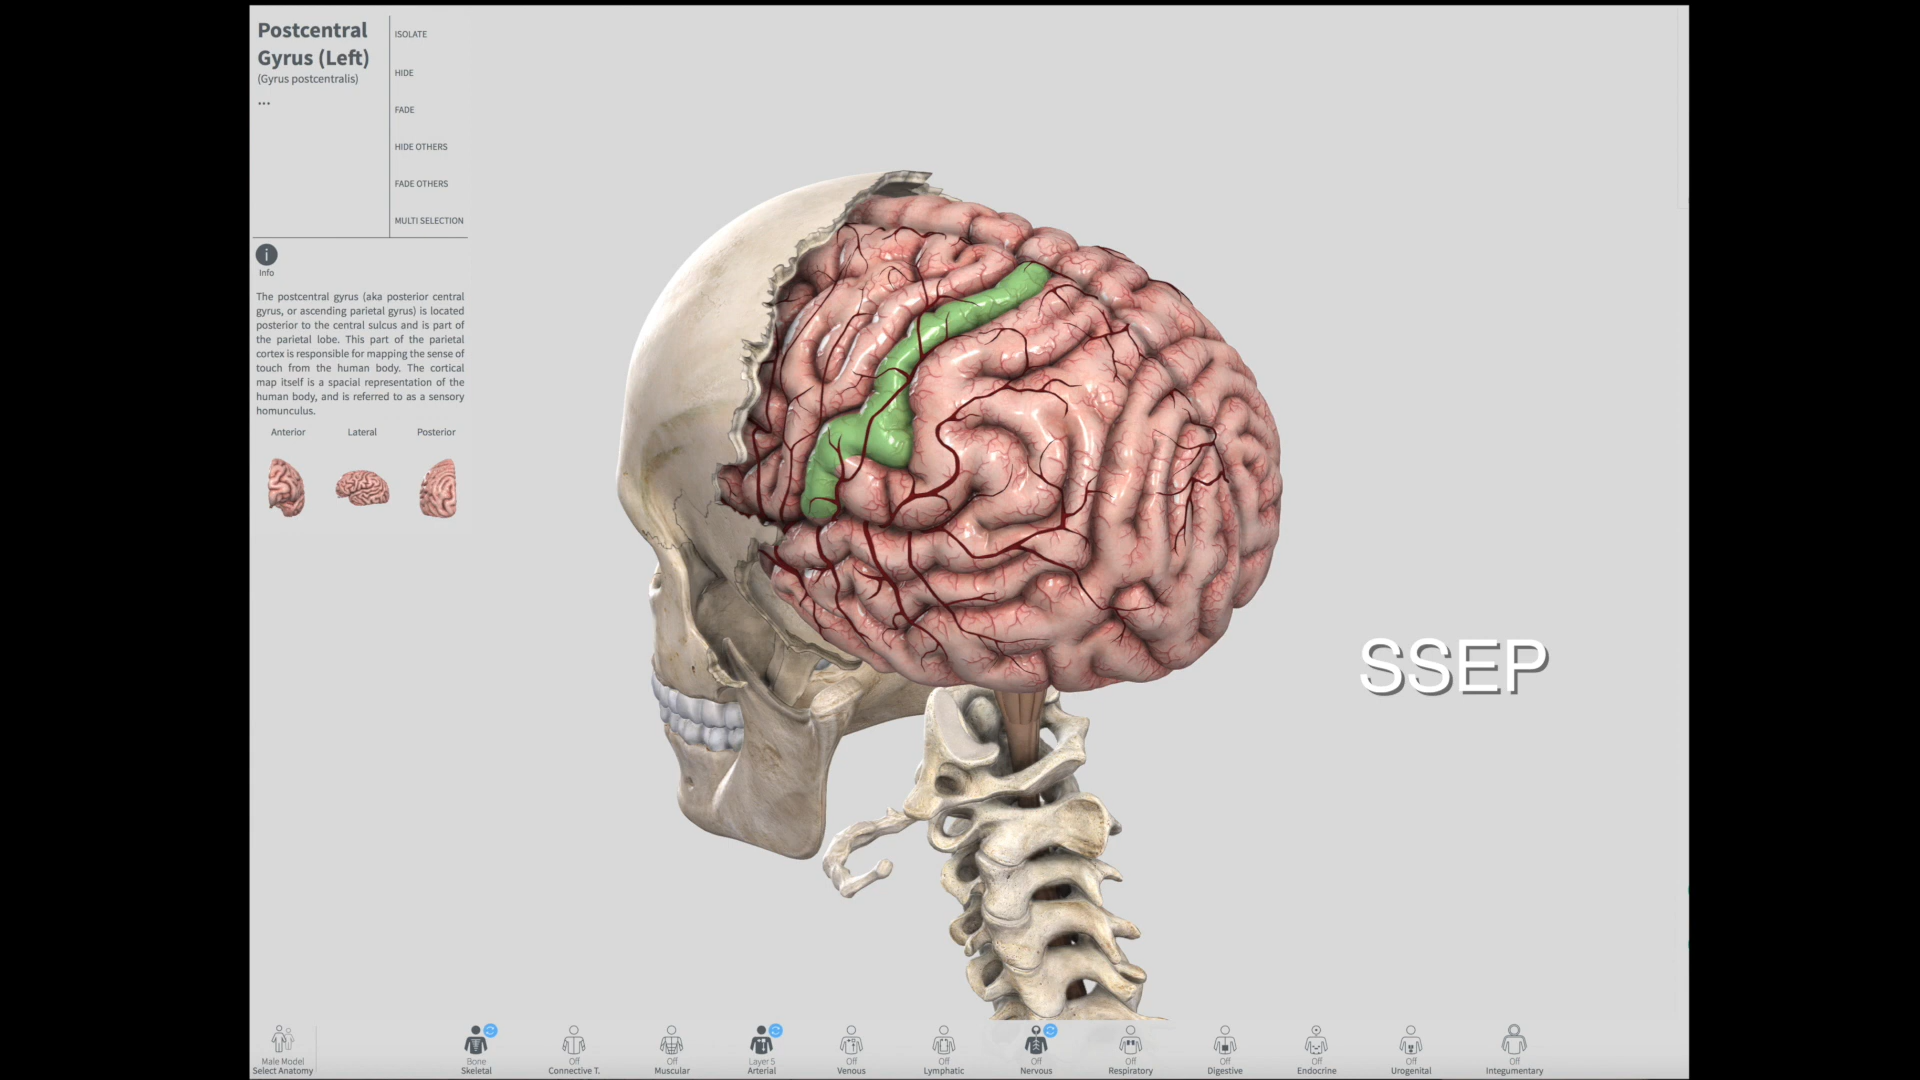 Postcentral
Gyrus (Left)
(Gyrus postcentralis)
...
ISOLATE
HIDE
FADE
HIDE OTHERS
FADE OTHERS
MULTI SELECTION
i
Info
The postcentral gyrus (aka posterior central
gyrus, or ascending parietal gyrus) is located
posterior to the central sulcus and is part of
the parietal lobe. This part of the parietal
cortex is responsible for mapping the sense of
touch from the human body. The cortical
map itself is a spacial representation of the
human body, and is referred to as a sensory
homunculus.
Anterior Lateral Posterior
SSEP
Male Model
Select Anatomy
Bone
Skeletal
Off
Connective T.
Off
Muscular
Layer 5
Arterial
Off
Venous
Off
Lymphatic
Off
Nervous
Off
Respiratory
Off
Digestive
Off
Endocrine
Off
Urogenital
Off
Integumentary